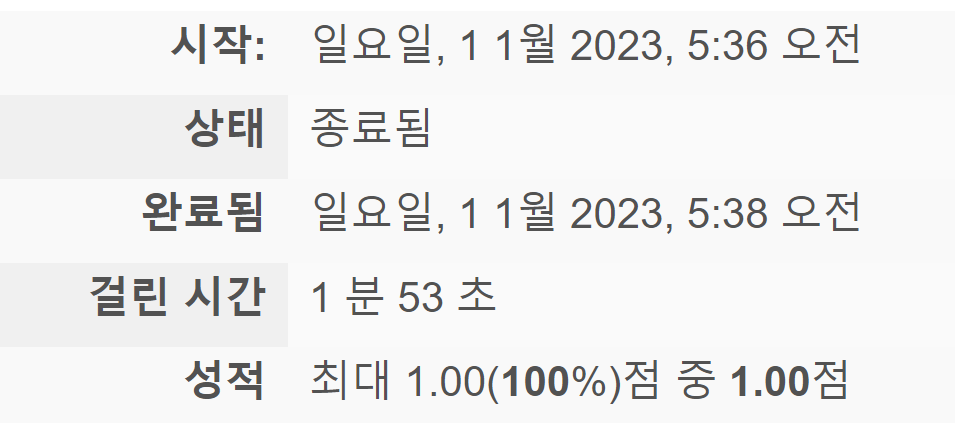 시작: 일요일, 1 1월 2023, 5:36 오전
상태 종료됨
완료됨 일요일, 1 1월 2023, 5:38 오전
걸린 시간 1 분 53 초
성적 최대 1.00(100%)점 중 1.00점